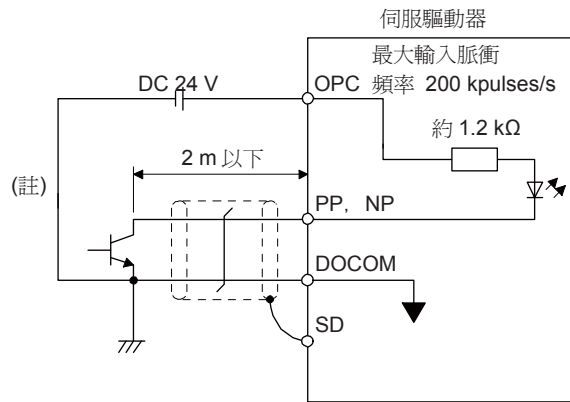 伺服驅動器
最大輸入脈衝
頻率 200 kpulses/s
DC 24 V
OPC
約 1.2 kΩ
2 m 以下
(註)
PP, NP
DOCOM
SD